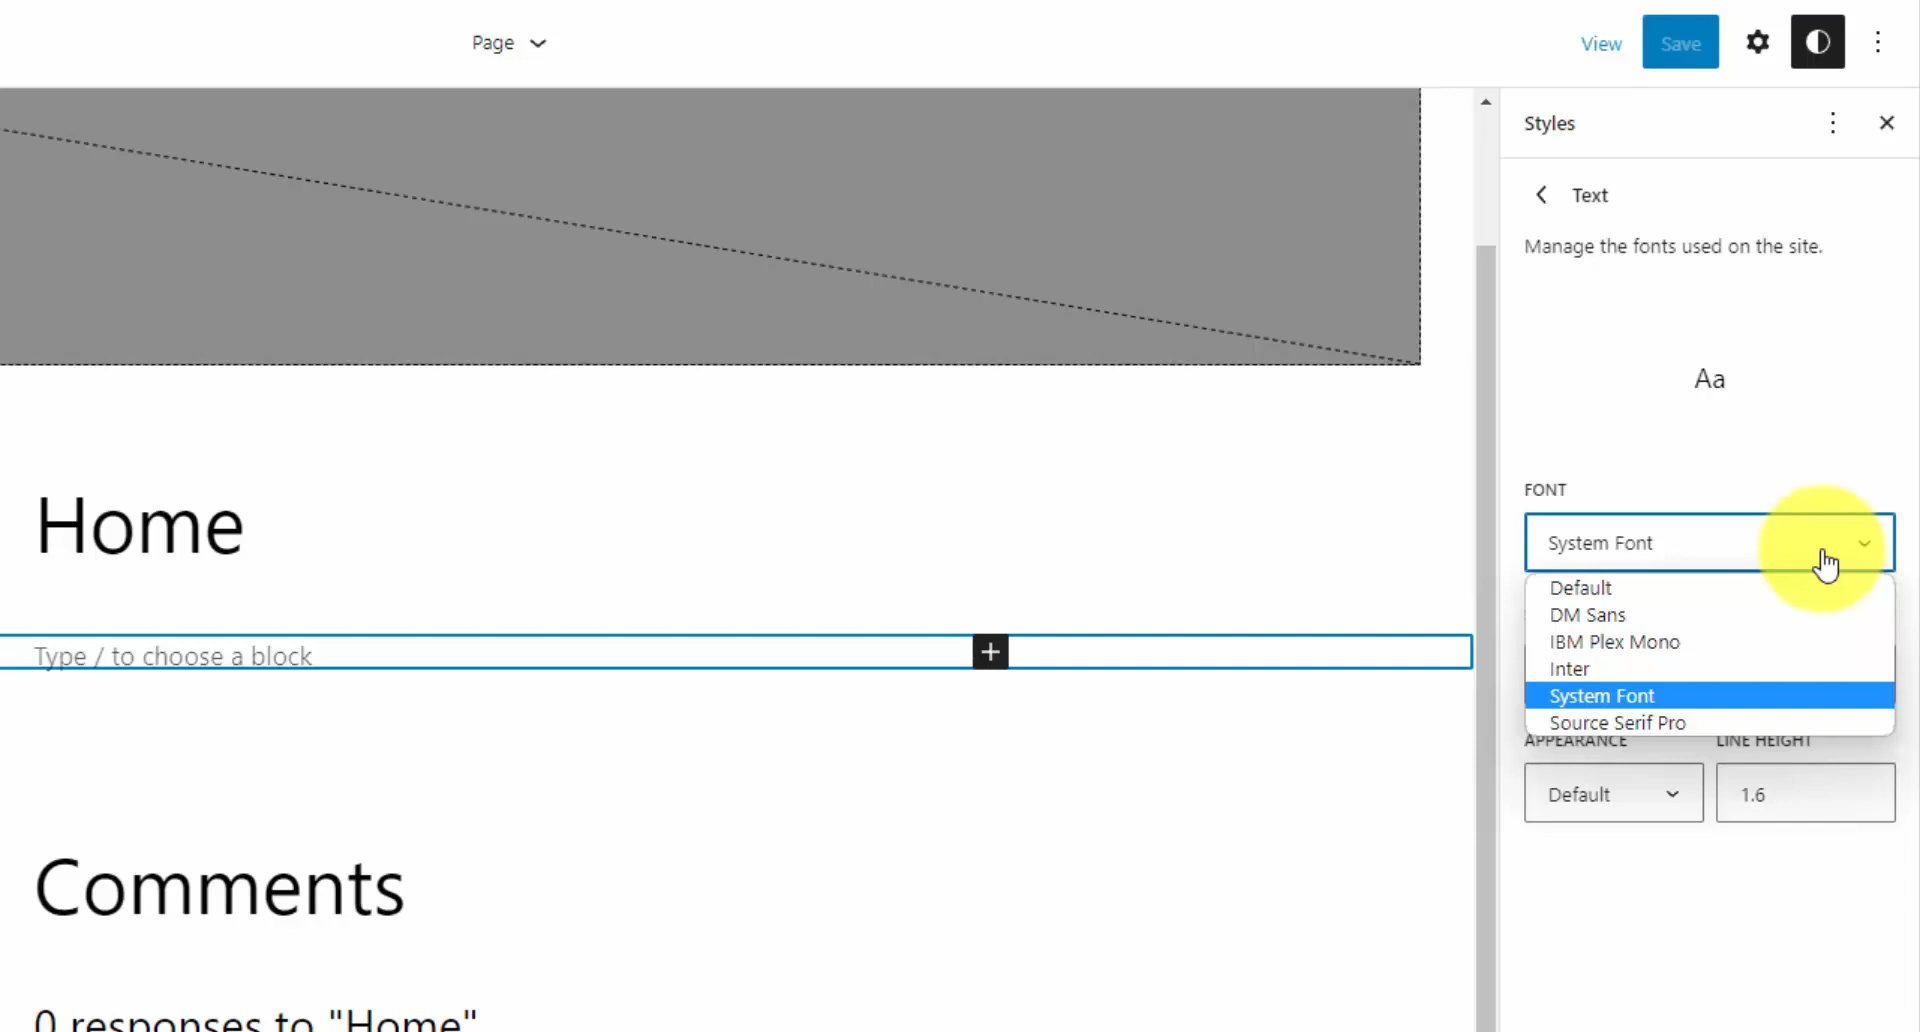 Page
View
Save
Styles
Text
Manage the fonts used on the site.
Aa
FONT
System Font
Default
DM Sans
IBM Plex Mono
Inter
System Font
Source Serif Pro
APPEARANCE
LINE HEIGHT
Default
1.6
Home
Type / to choose a block
Comments
0 responses to "Home"